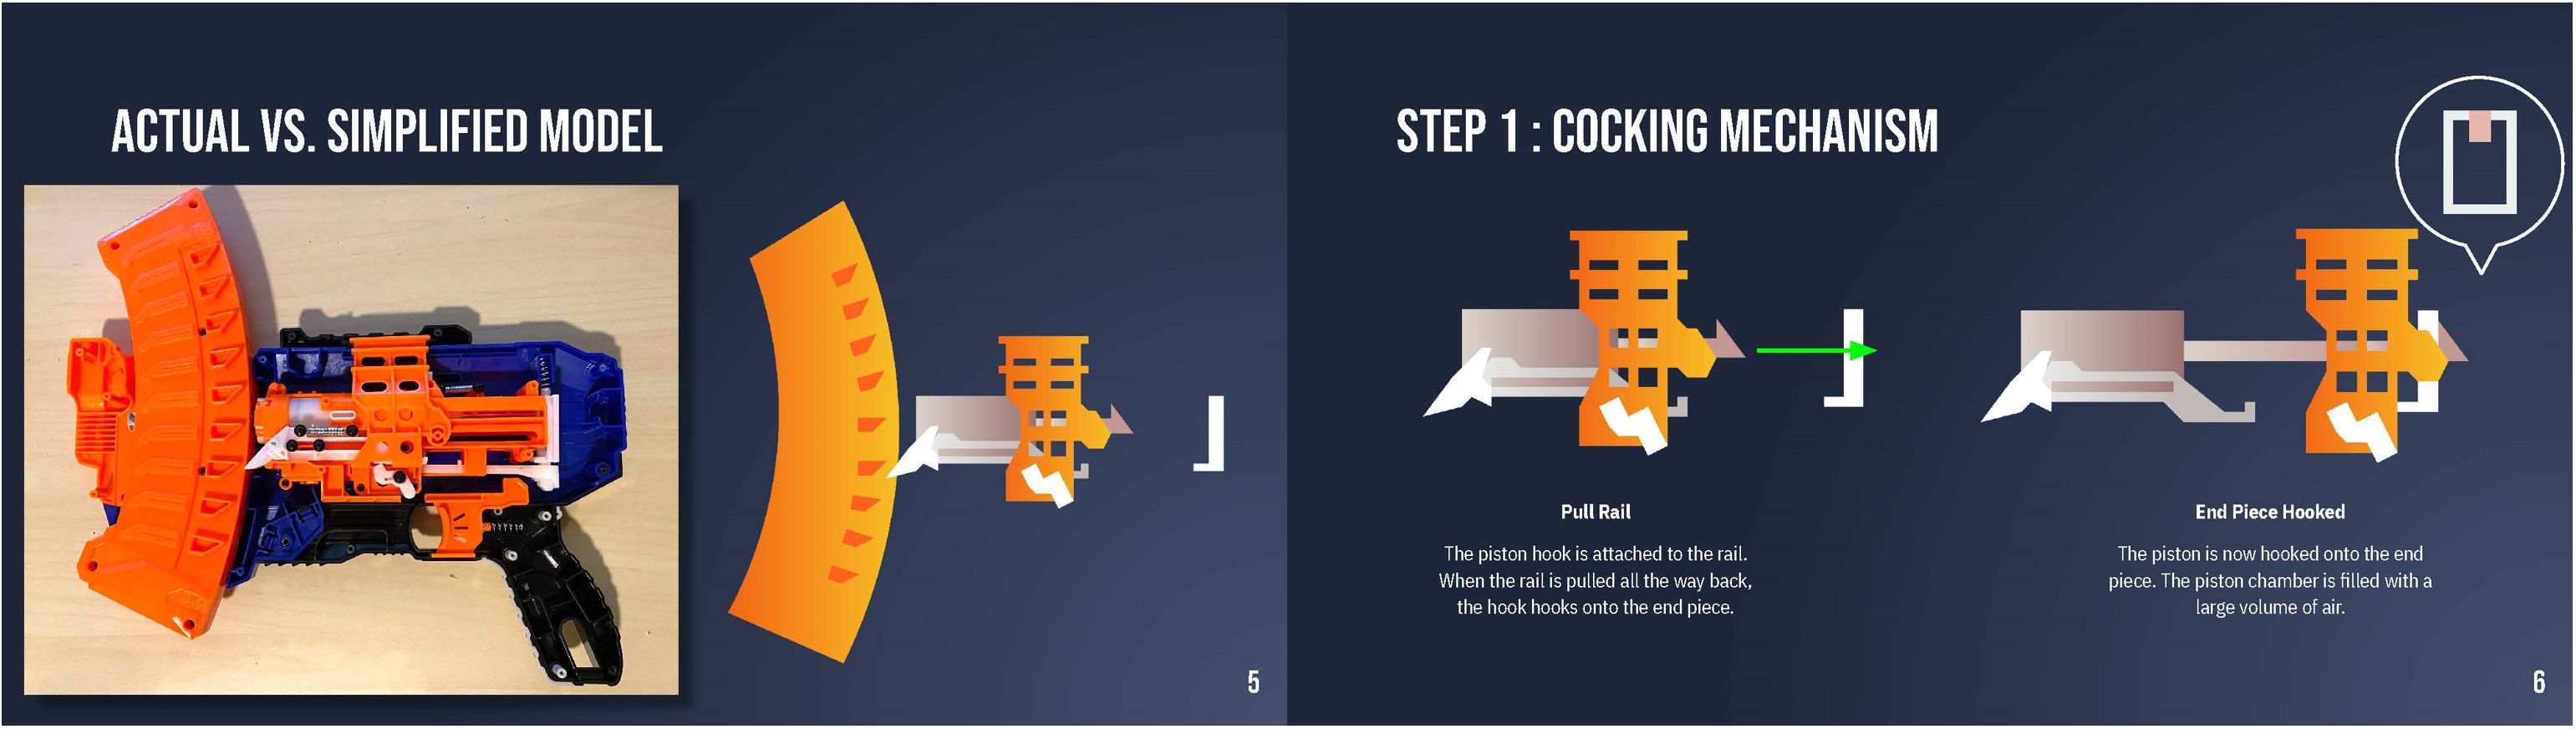 ACTUAL VS. SIMPLIFIED MODEL
5
STEP 1 : COCKING MECHANISM
Pull Rail
The piston hook is attached to the rail.
When the rail is pulled all the way back,
the hook hooks onto the end piece.
End Piece Hooked
The piston is now hooked onto the end
piece. The piston chamber is filled with a
large volume of air.
6